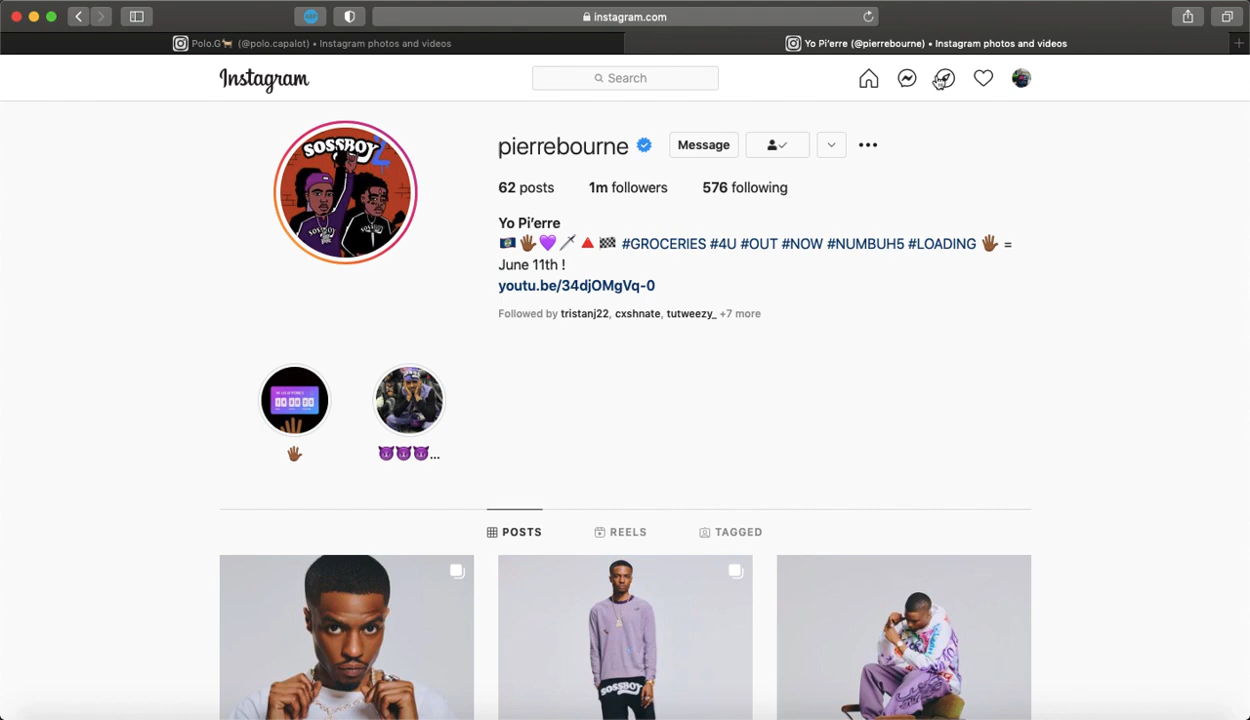 instagram.com
Polo.G🐐 (@polo.capalot) • Instagram photos and videos
Yo Pi'erre (@pierrebourne) • Instagram photos and videos
Instagram
Search
pierrebourne
Message
62 posts 1m followers 576 following
Yo Pi'erre
🇧🇿🖐🏾💜🗡🔺🏁 #GROCERIES #4U #OUT #NOW #NUMBUH5 #LOADING 🖐🏾 =
June 11th !
youtu.be/34djOMgVq-0
Followed by tristanj22, cxshnate, tutweezy_ +7 more
SOSSBOY 2
🖐🏾
😈😈😈...
POSTS REELS TAGGED
SOSSBOY